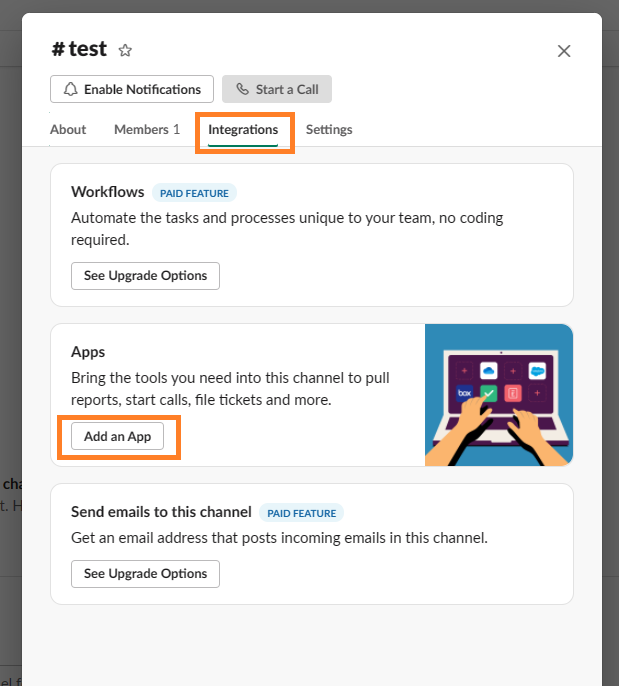 # test
Enable Notifications
Start a Call
About
Members 1
Integrations
Settings
Workflows PAID FEATURE
Automate the tasks and processes unique to your team, no coding
required.
See Upgrade Options
Apps
Bring the tools you need into this channel to pull
reports, start calls, file tickets and more.
box
Add an App
cha
t. H
Send emails to this channel PAID FEATURE
Get an email address that posts incoming emails in this channel.
See Upgrade Options